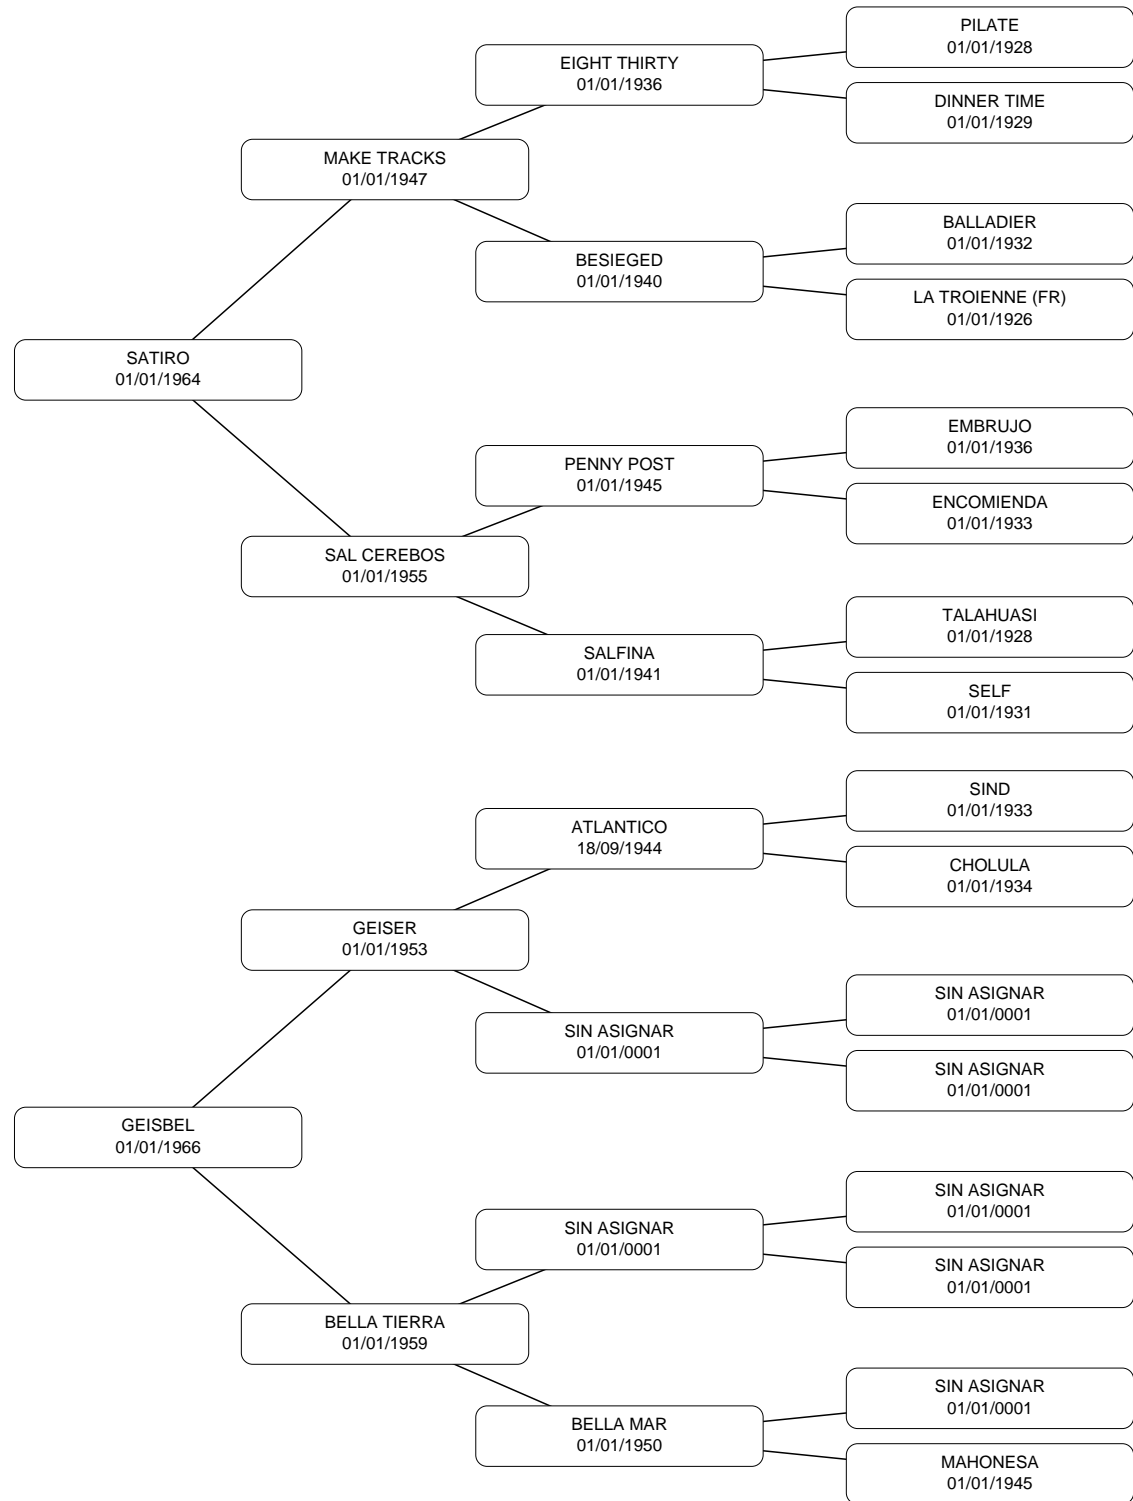 PILATE
01/01/1928
EIGHT THIRTY
01/01/1936
DINNER TIME
01/01/1929
MAKE TRACKS
01/01/1947
BALLADIER
01/01/1932
BESIEGED
01/01/1940
LA TROIENNE (FR)
01/01/1926
SATIRO
01/01/1964
EMBRUJO
01/01/1936
PENNY POST
01/01/1945
ENCOMIENDA
01/01/1933
SAL CEREBOS
01/01/1955
TALAHUASI
01/01/1928
SALFINA
01/01/1941
SELF
01/01/1931
SIND
01/01/1933
ATLANTICO
18/09/1944
CHOLULA
01/01/1934
GEISER
01/01/1953
SIN ASIGNAR
01/01/0001
SIN ASIGNAR
01/01/0001
SIN ASIGNAR
01/01/0001
GEISBEL
01/01/1966
SIN ASIGNAR
01/01/0001
SIN ASIGNAR
01/01/0001
SIN ASIGNAR
01/01/0001
BELLA TIERRA
01/01/1959
SIN ASIGNAR
01/01/0001
BELLA MAR
01/01/1950
MAHONESA
01/01/1945